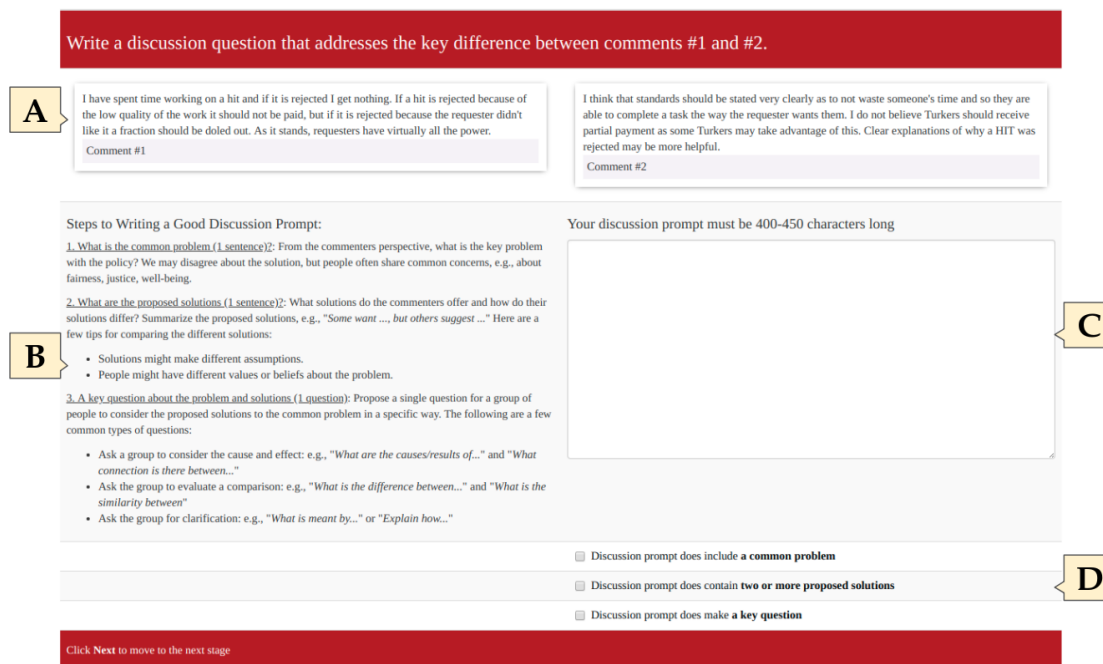 Write a discussion question that addresses the key difference between comments #1 and #2.
A
I have spent time working on a hit and if it is rejected I get nothing. If a hit is rejected because of
the low quality of the work it should not be paid, but if it is rejected because the requester didn't
like it a fraction should be doled out. As it stands, requesters have virtually all the power.
Comment #1
I think that standards should be stated very clearly as to not waste someone's time and so they are
able to complete a task the way the requester wants them. I do not believe Turkers should receive
partial payment as some Turkers may take advantage of this. Clear explanations of why a HIT was
rejected may be more helpful.
Comment #2
Steps to Writing a Good Discussion Prompt:
1. What is the common problem (1 sentence)?: From the commenters perspective, what is the key problem
with the policy? We may disagree about the solution, but people often share common concerns, e.g., about
fairness, justice, well-being.
2. What are the proposed solutions (1 sentence)?: What solutions do the commenters offer and how do their
solutions differ? Summarize the proposed solutions, e.g., "Some want ..., but others suggest ..." Here are a
few tips for comparing the different solutions:
B
• Solutions might make different assumptions.
• People might have different values or beliefs about the problem.
3. A key question about the problem and solutions (1 question): Propose a single question for a group of
people to consider the proposed solutions to the common problem in a specific way. The following are a few
common types of questions:
• Ask a group to consider the cause and effect: e.g., "What are the causes/results of..." and "What
connection is there between..."
• Ask the group to evaluate a comparison: e.g., "What is the difference between..." and "What is the
similarity between"
• Ask the group for clarification: e.g., "What is meant by..." or "Explain how..."
Your discussion prompt must be 400-450 characters long
C
Discussion prompt does include a common problem
Discussion prompt does contain two or more proposed solutions
D
Discussion prompt does make a key question
Click Next to move to the next stage